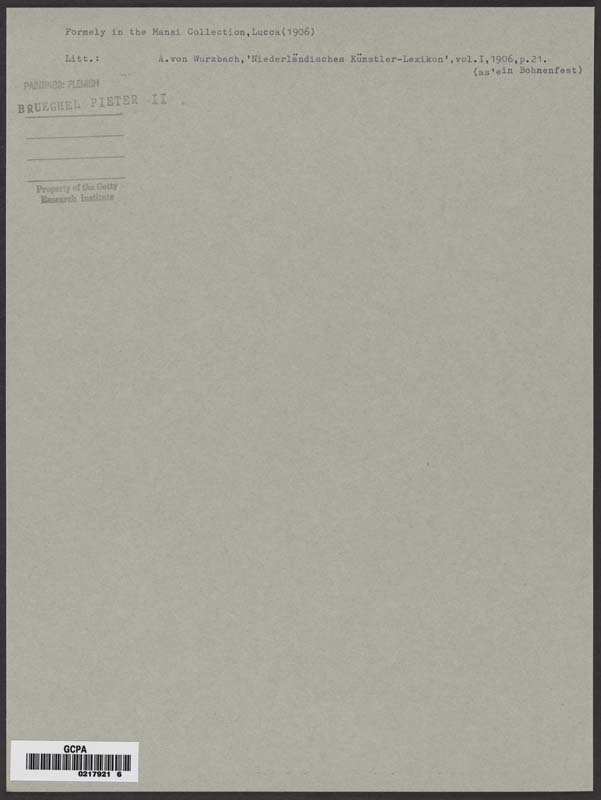 Formely in the Mansi Collection,Lucca(1906)
Litt.: A.von Wurzbach,'Niederländisches Künstler-Lexikon',vol.I,1906,p.21.
(as'ein Bohnenfest)
PAINTINGS: FLEMISH
BRUEGHEL PIETER II
Property of the Getty
Research Institute
GCPA
0217921 6